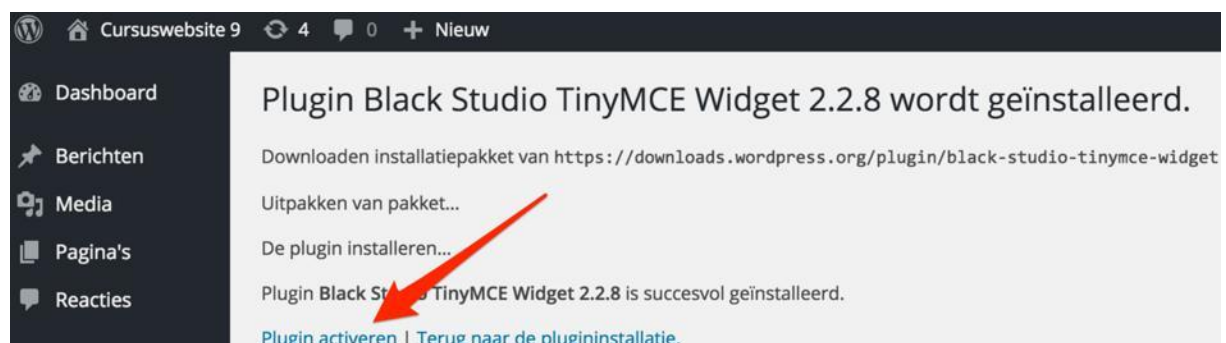 Cursuswebsite 9 4 0 + Nieuw
Dashboard
Plugin Black Studio TinyMCE Widget 2.2.8 wordt geïnstalleerd.
Berichten
Downloaden installatiepakket van https://downloads.wordpress.org/plugin/black-studio-tinymce-widget
Media
Uitpakken van pakket...
Pagina's
De plugin installeren...
Reacties
Plugin Black Studio TinyMCE Widget 2.2.8 is succesvol geïnstalleerd.
Plugin activeren | Terug naar de plugininstallatie.